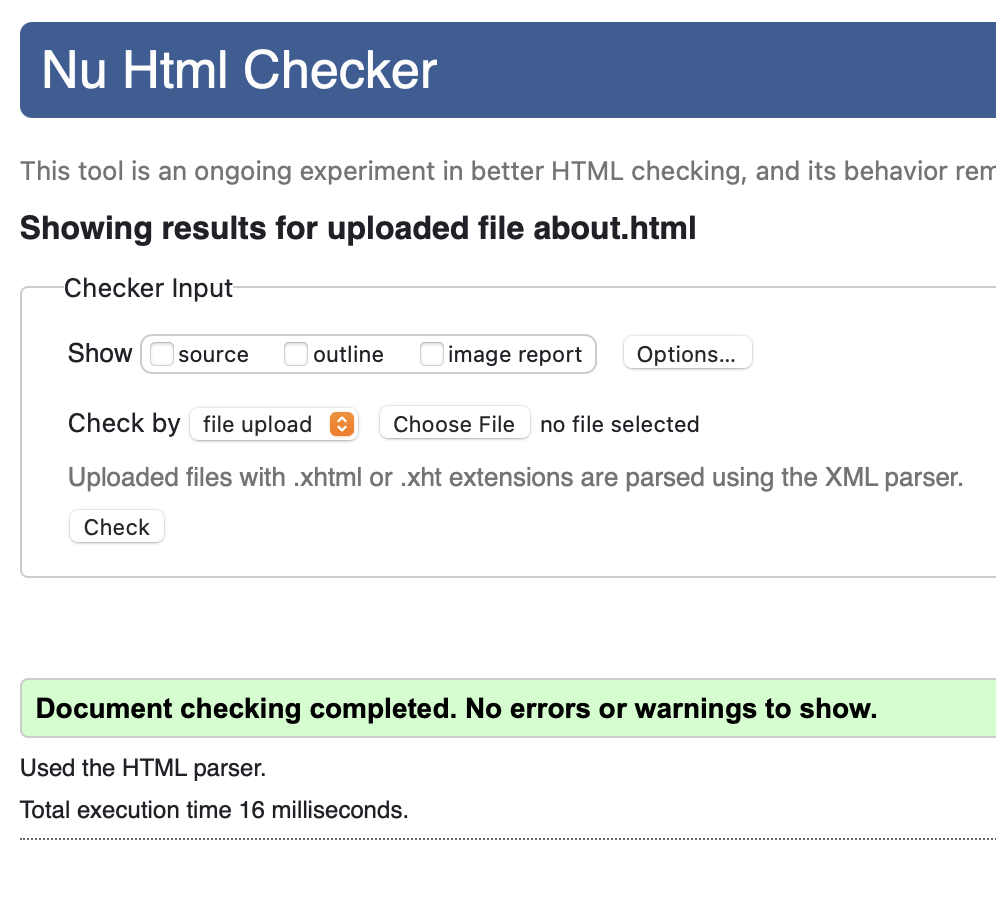 Nu Html Checker
This tool is an ongoing experiment in better HTML checking, and its behavior rem
Showing results for uploaded file about.html
Checker Input
Show source outline image report Options...
Check by file upload Choose File no file selected
Uploaded files with .xhtml or .xht extensions are parsed using the XML parser.
Check
Document checking completed. No errors or warnings to show.
Used the HTML parser.
Total execution time 16 milliseconds.